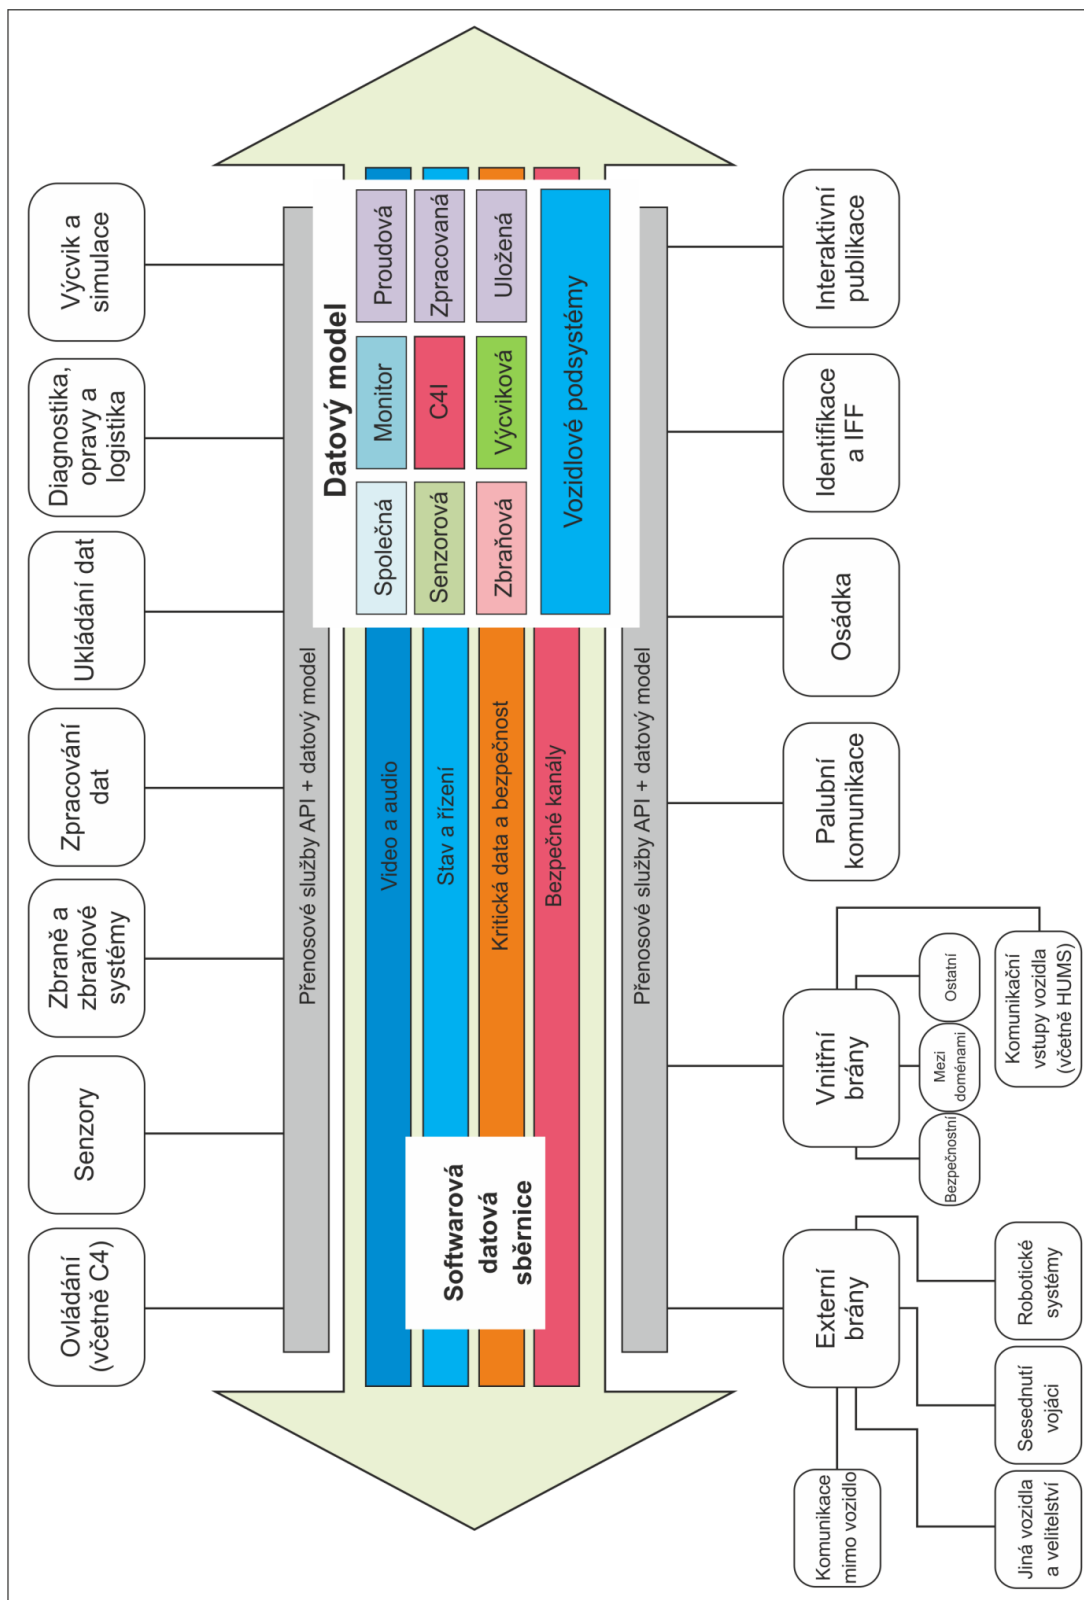 Ovládání
(včetně C4)
Senzory
Zbraně a
zbraňové
systémy
Zpracování
dat
Ukládání dat
Diagnostika,
opravy a
logistika
Výcvik a
simulace
Přenosové služby API + datový model
Datový model
Společná
Monitor
Proudová
Senzorová
C4I
Zpracovaná
Zbraňová
Výcviková
Uložená
Vozidlové podsystémy
Video a audio
Stav a řízení
Kritická data a bezpečnost
Bezpečné kanály
Softwarová
datová
sběrnice
Přenosové služby API + datový model
Externí
brány
Vnitřní
brány
Palubní
komunikace
Osádka
Identifikace
a IFF
Interaktivní
publikace
Komunikace
mimo vozidlo
Bezpečnostní
Mezi
doménami
Ostatní
Jiná vozidla
a velitelství
Sesednutí
vojáci
Robotické
systémy
Komunikační
vstupy vozidla
(včetně HUMS)